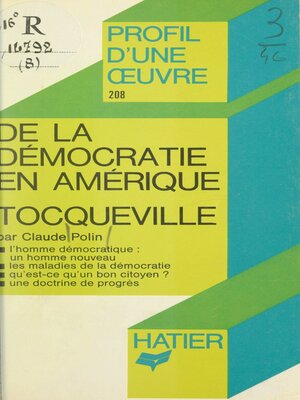 16°
R
14792
(8)
3
PROFIL
D'UNE
ŒUVRE
208
DE LA
DÉMOCRATIE
EN AMÉRIQUE
TOCQUEVILLE
par Claude Polin
l'homme démocratique :
un homme nouveau
les maladies de la démocratie
qu'est-ce qu'un bon citoyen ?
une doctrine de progrès
HATIER